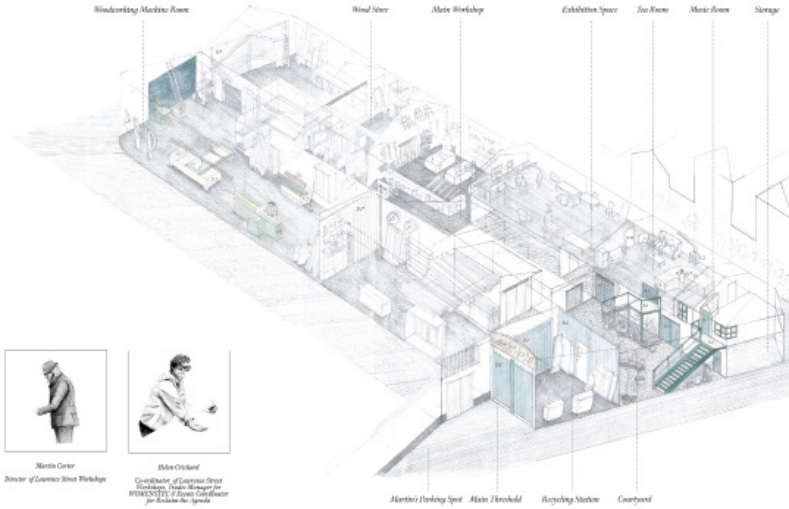 Woodworking Machine Room
Wood Store
Main Workshop
Exhibition Space
Tea Room
Music Room
Storage
Martin Carter
Director of Lawrence Street Workshops
Helen Crickard
Co-ordinator of Lawrence Street
Workshops, Trades Manager for
WOMENSTEC & Events Coordinator
for Reclaim the Agenda
Martin's Parking Spot
Main Threshold
Recycling Station
Courtyard